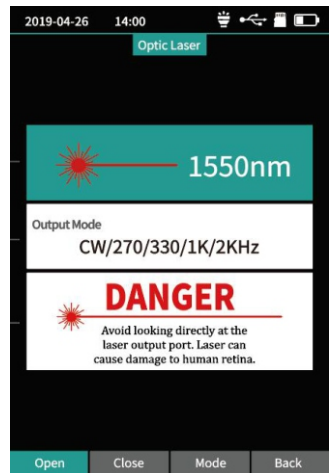 2019-04-26 14:00
Optic Laser
1550nm
Output Mode
CW/270/330/1K/2KHz
DANGER
Avoid looking directly at the
laser output port. Laser can
cause damage to human retina.
Open Close Mode Back